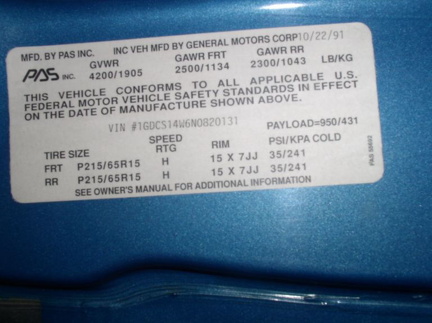 MFD. BY PAS INC. INC VEH MFD BY GENERAL MOTORS CORP 10/22/91
GVWR GAWR FRT GAWR RR
PAS INC. 4200/1905 2500/1134 2300/1043 LB/KG
THIS VEHICLE CONFORMS TO ALL APPLICABLE U.S.
FEDERAL MOTOR VEHICLE SAFETY STANDARDS IN EFFECT
ON THE DATE OF MANUFACTURE SHOWN ABOVE.
VIN #1GDCS14W6N0820131 PAYLOAD=950/431
TIRE SIZE SPEED RTG RIM PSI/KPA COLD
FRT P215/65R15 H 15 X 7JJ 35/241
RR P215/65R15 H 15 X 7JJ 35/241
SEE OWNER'S MANUAL FOR ADDITIONAL INFORMATION